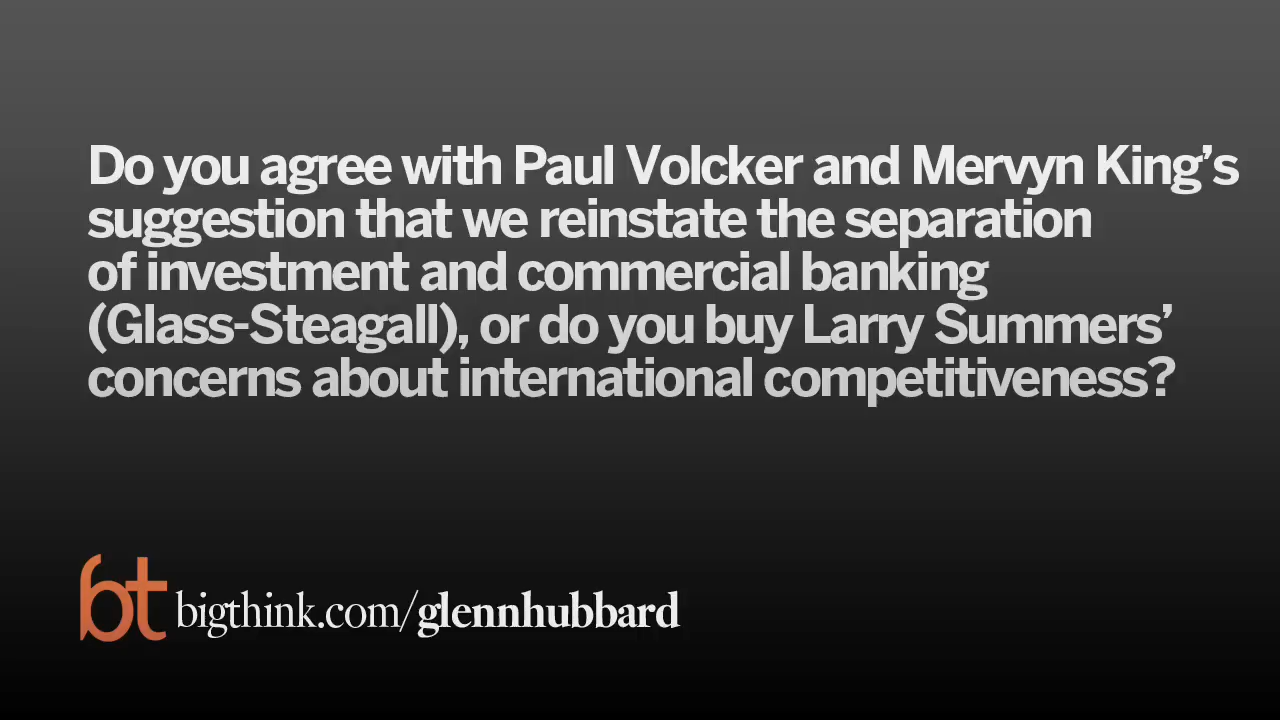 Do you agree with Paul Volcker and Mervyn King’s
suggestion that we reinstate the separation
of investment and commercial banking
(Glass-Steagall), or do you buy Larry Summers’
concerns about international competitiveness?
bt bigthink.com/glennhubbard